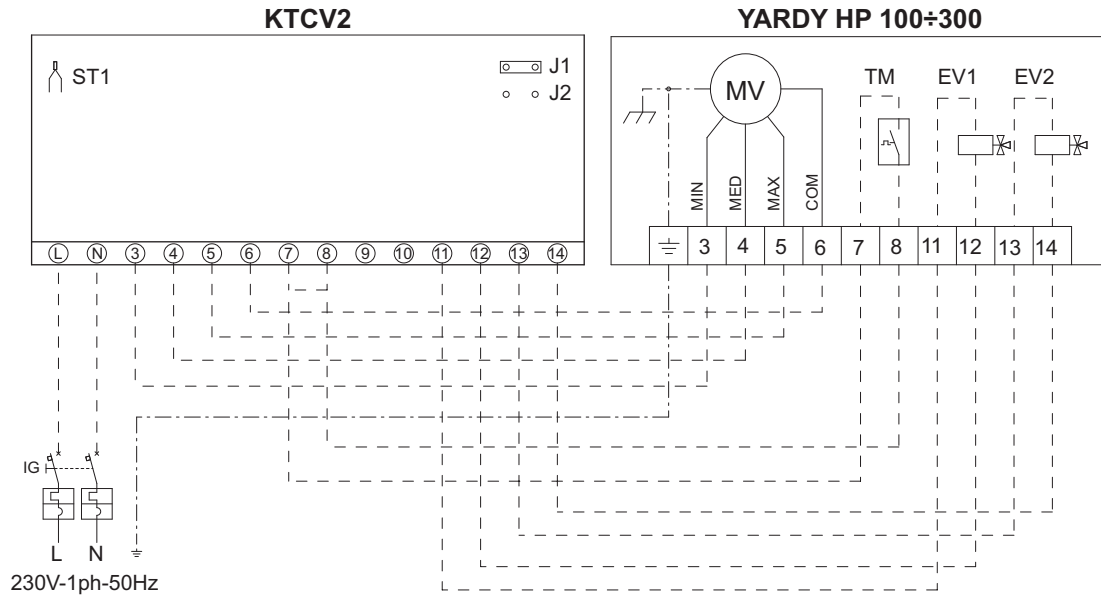 KTCV2
YARDY HP 100÷300
ST1
J1
J2
MV
TM
EV1
EV2
MIN
MED
MAX
COM
L N 3 4 5 6 7 8 9 10 11 12 13 14
3 4 5 6 7 8 11 12 13 14
IG
L N
230V-1ph-50Hz